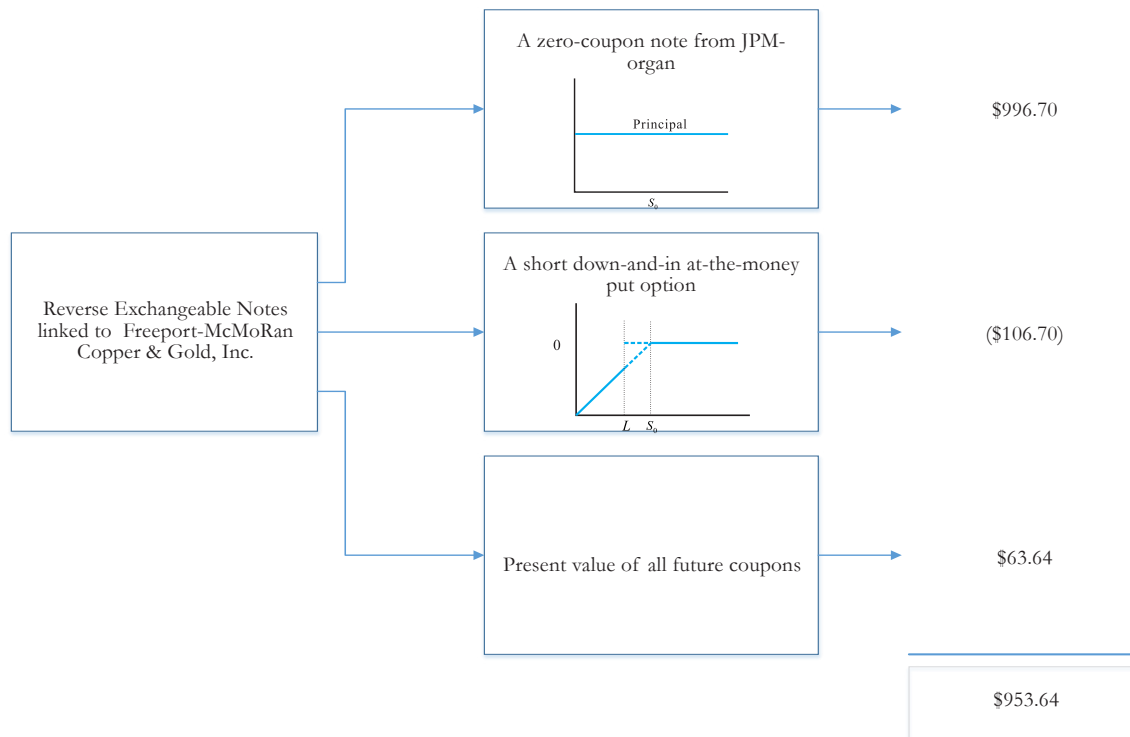 A zero-coupon note from JPM-
organ
Principal
S₀
$996.70
Reverse Exchangeable Notes
linked to Freeport-McMoRan
Copper & Gold, Inc.
A short down-and-in at-the-money
put option
0
L S₀
($106.70)
Present value of all future coupons
$63.64
$953.64